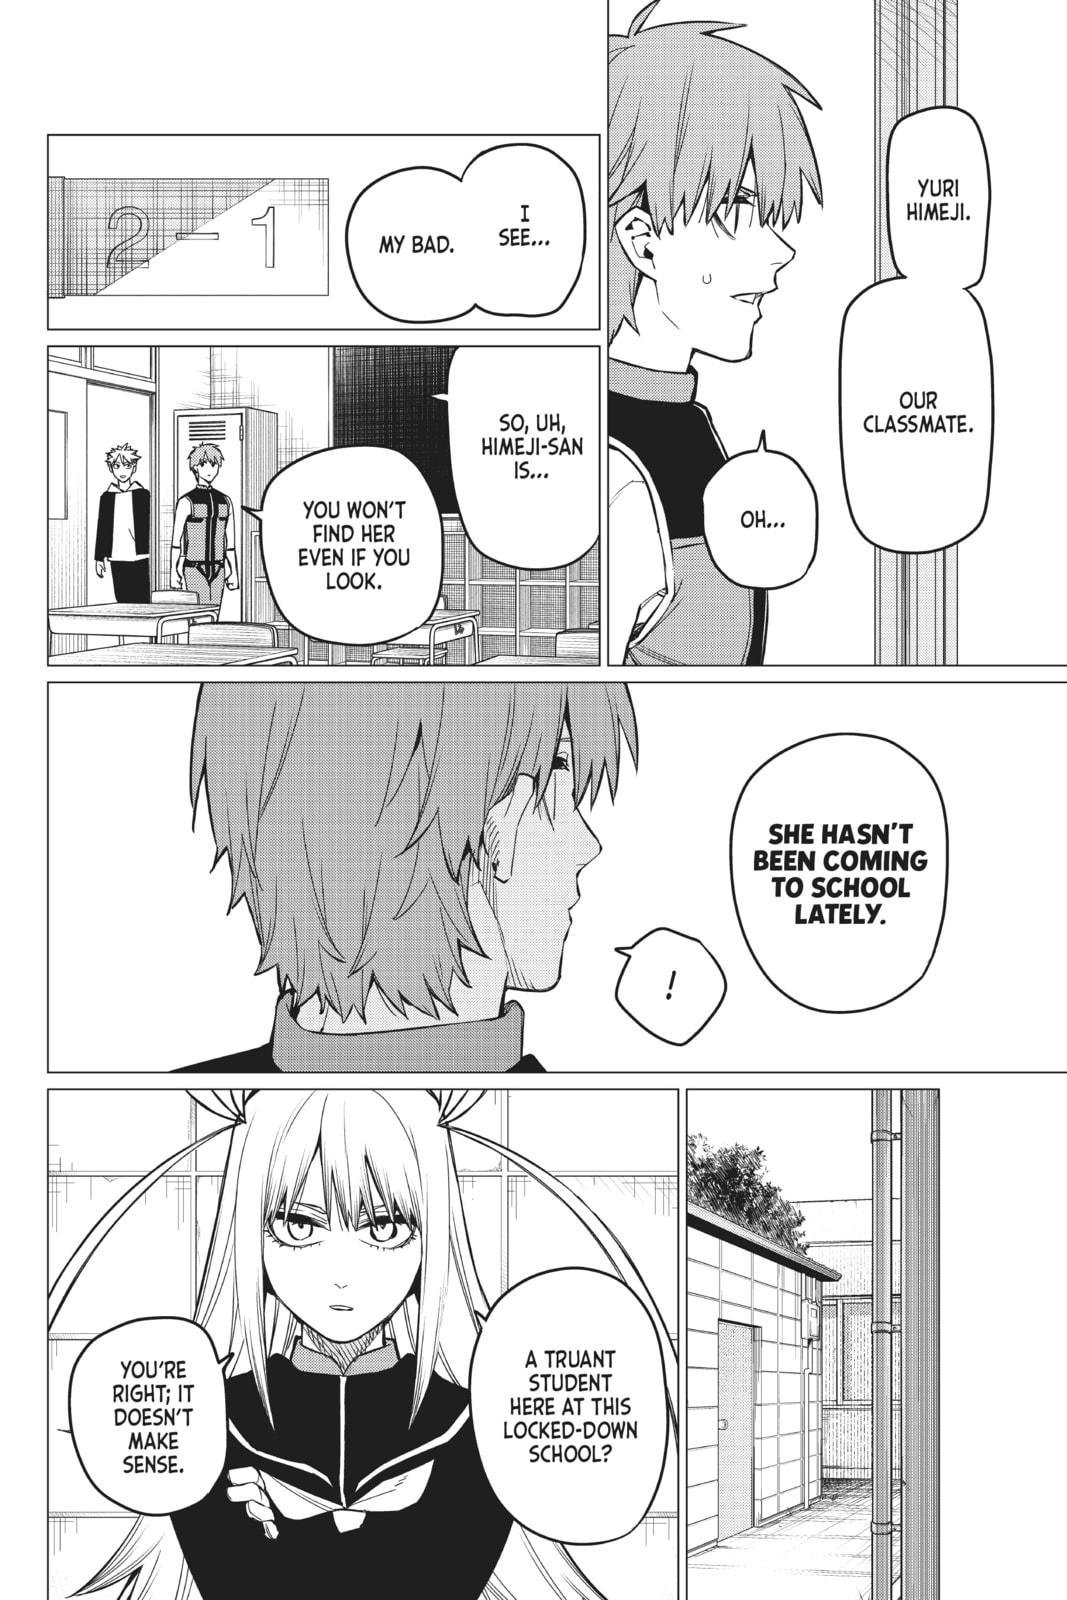 YURI
HIMEJI.
OUR
CLASSMATE.
OH...
I
SEE...
MY BAD.
2-1
SO, UH,
HIMEJI-SAN
IS...
YOU WON'T
FIND HER
EVEN IF YOU
LOOK.
SHE HASN'T
BEEN COMING
TO SCHOOL
LATELY.
!
A TRUANT
STUDENT
HERE AT THIS
LOCKED-DOWN
SCHOOL?
YOU'RE
RIGHT; IT
DOESN'T
MAKE
SENSE.